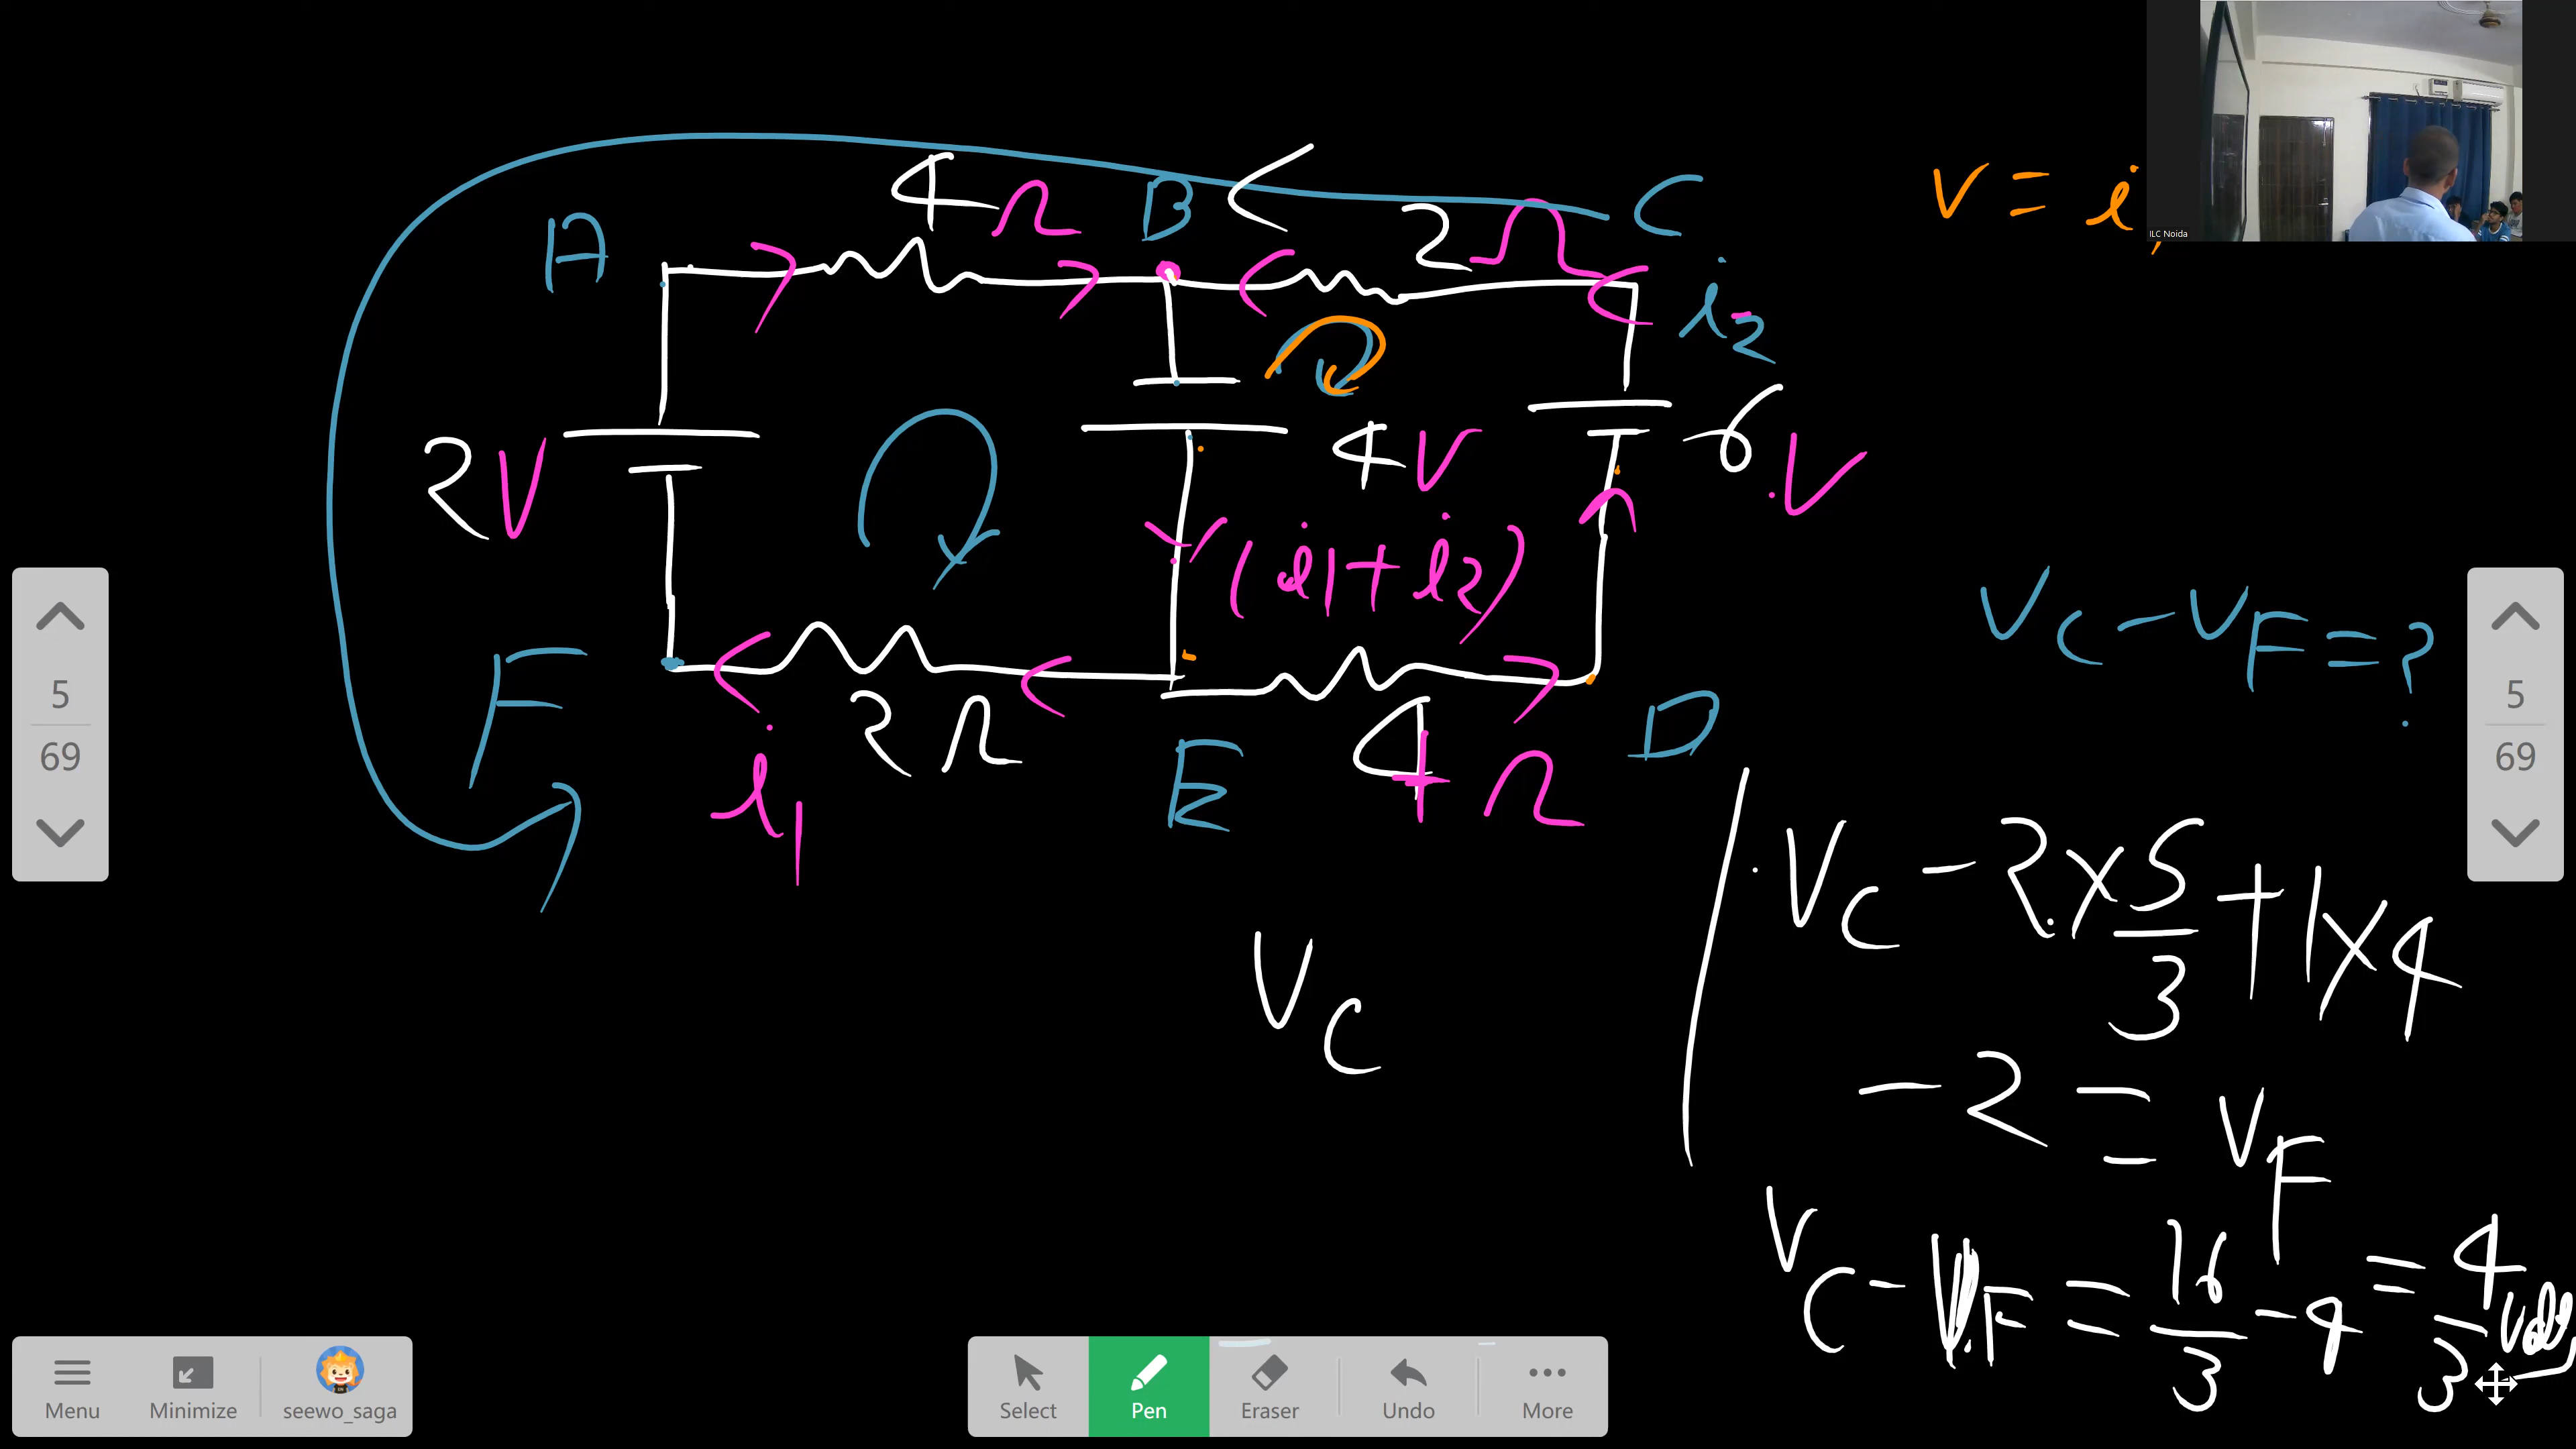 4Ω B < 2Ω C
V = i
ILC Noida
A
i2
2V
4V
6V
(i1 + i2)
VC - VF = ?
5
69
5
69
F
2Ω
4Ω
D
i1
E
VC - 2 × 5/3 + 1 × 4
- 2 = VF
VC
VC - VF = 16/3 - 4 = 4/3
Menu
Minimize
seewo_saga
Select
Pen
Eraser
Undo
More